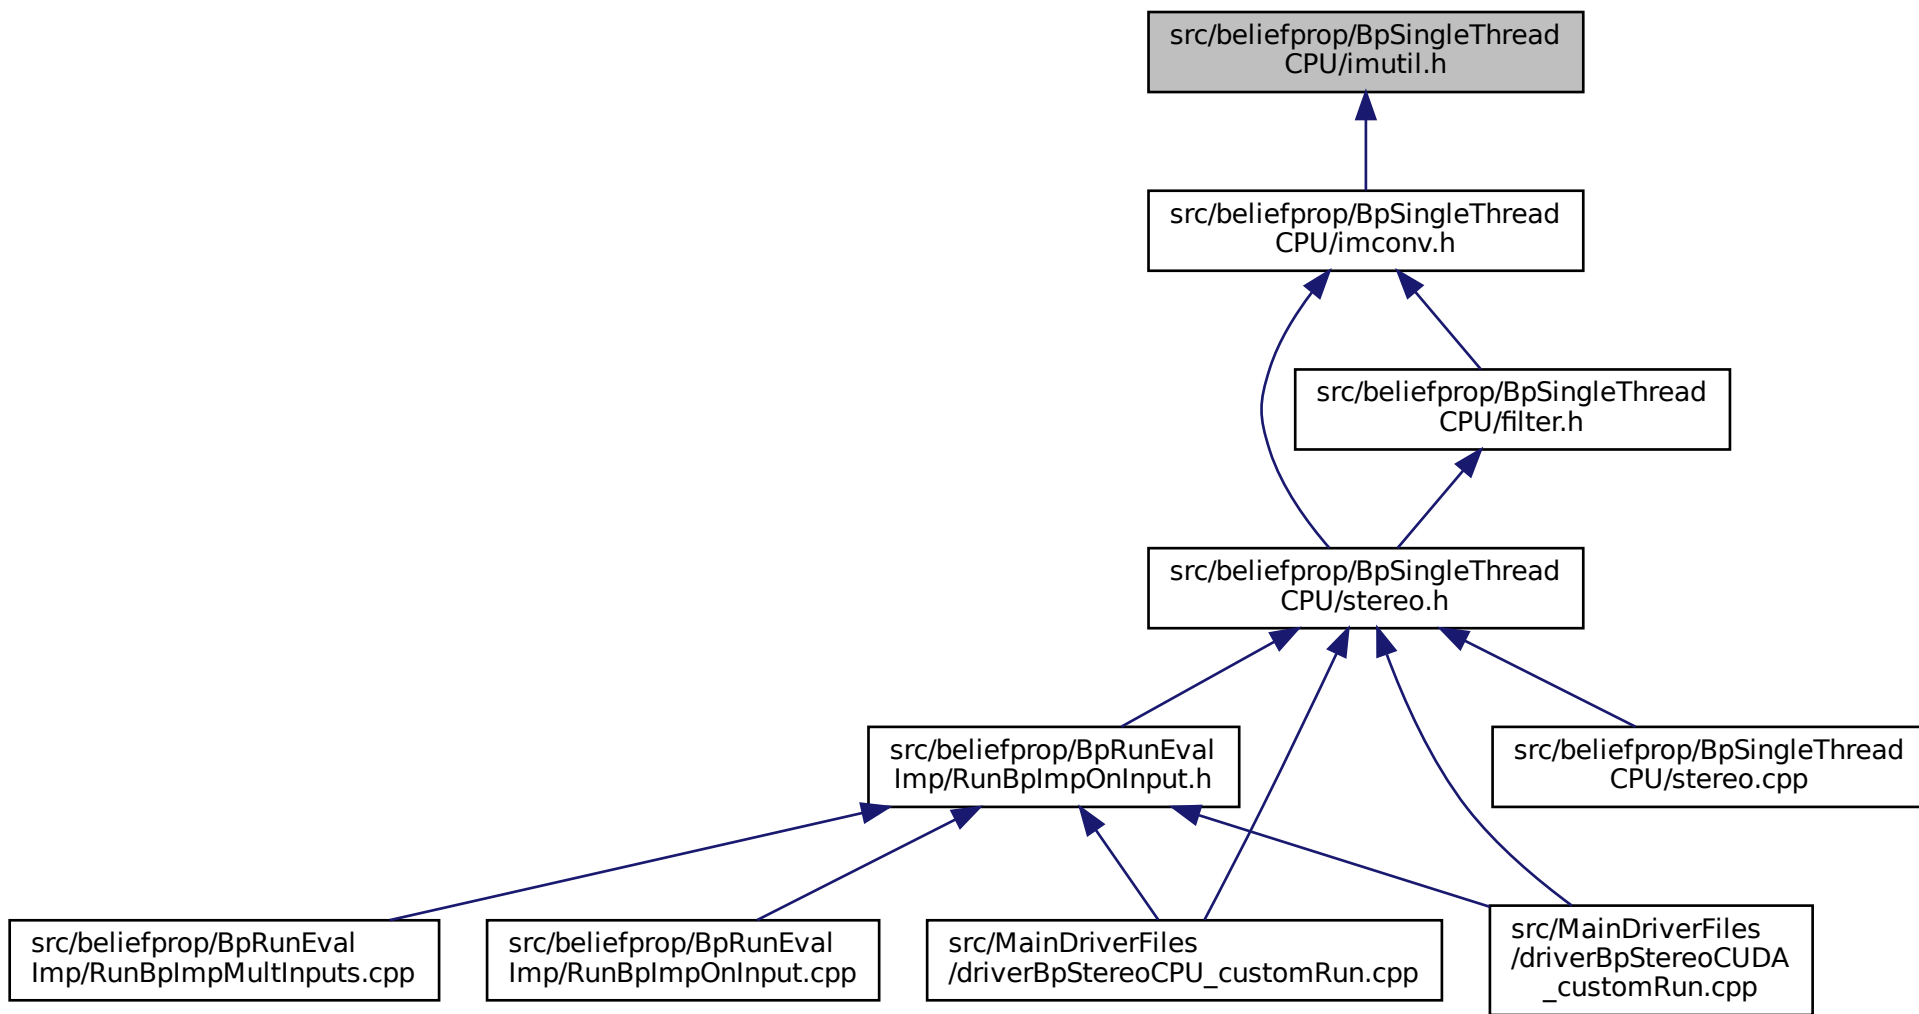 src/beliefprop/BpSingleThread
CPU/imutil.h
src/beliefprop/BpSingleThread
CPU/imconv.h
src/beliefprop/BpSingleThread
CPU/filter.h
src/beliefprop/BpSingleThread
CPU/stereo.h
src/beliefprop/BpRunEval
Imp/RunBpImpOnInput.h
src/beliefprop/BpSingleThread
CPU/stereo.cpp
src/beliefprop/BpRunEval
Imp/RunBpImpMultInputs.cpp
src/beliefprop/BpRunEval
Imp/RunBpImpOnInput.cpp
src/MainDriverFiles
/driverBpStereoCPU_customRun.cpp
src/MainDriverFiles
/driverBpStereoCUDA
_customRun.cpp